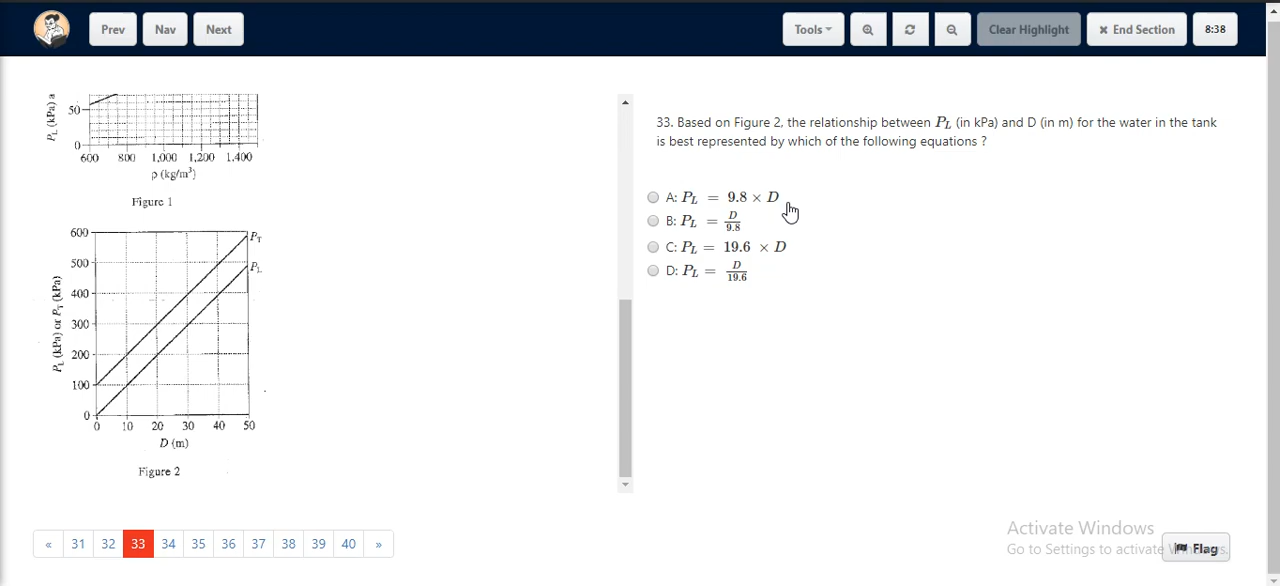 Prev Nav Next Tools Clear Highlight ✖ End Section 8:38
P_L (kPa) a
50
0
600 800 1,000 1,200 1,400
ρ (kg/m³)
Figure 1
P_L (kPa) or P_T (kPa)
600
P_T
500
P_L
400
300
200
100
0
0 10 20 30 40 50
D (m)
Figure 2
33. Based on Figure 2, the relationship between P_L (in kPa) and D (in m) for the water in the tank
is best represented by which of the following equations ?
A: P_L = 9.8 × D
B: P_L = D/9.8
C: P_L = 19.6 × D
D: P_L = D/19.6
« 31 32 33 34 35 36 37 38 39 40 »
Activate Windows
Go to Settings to activate Windows.
Flag